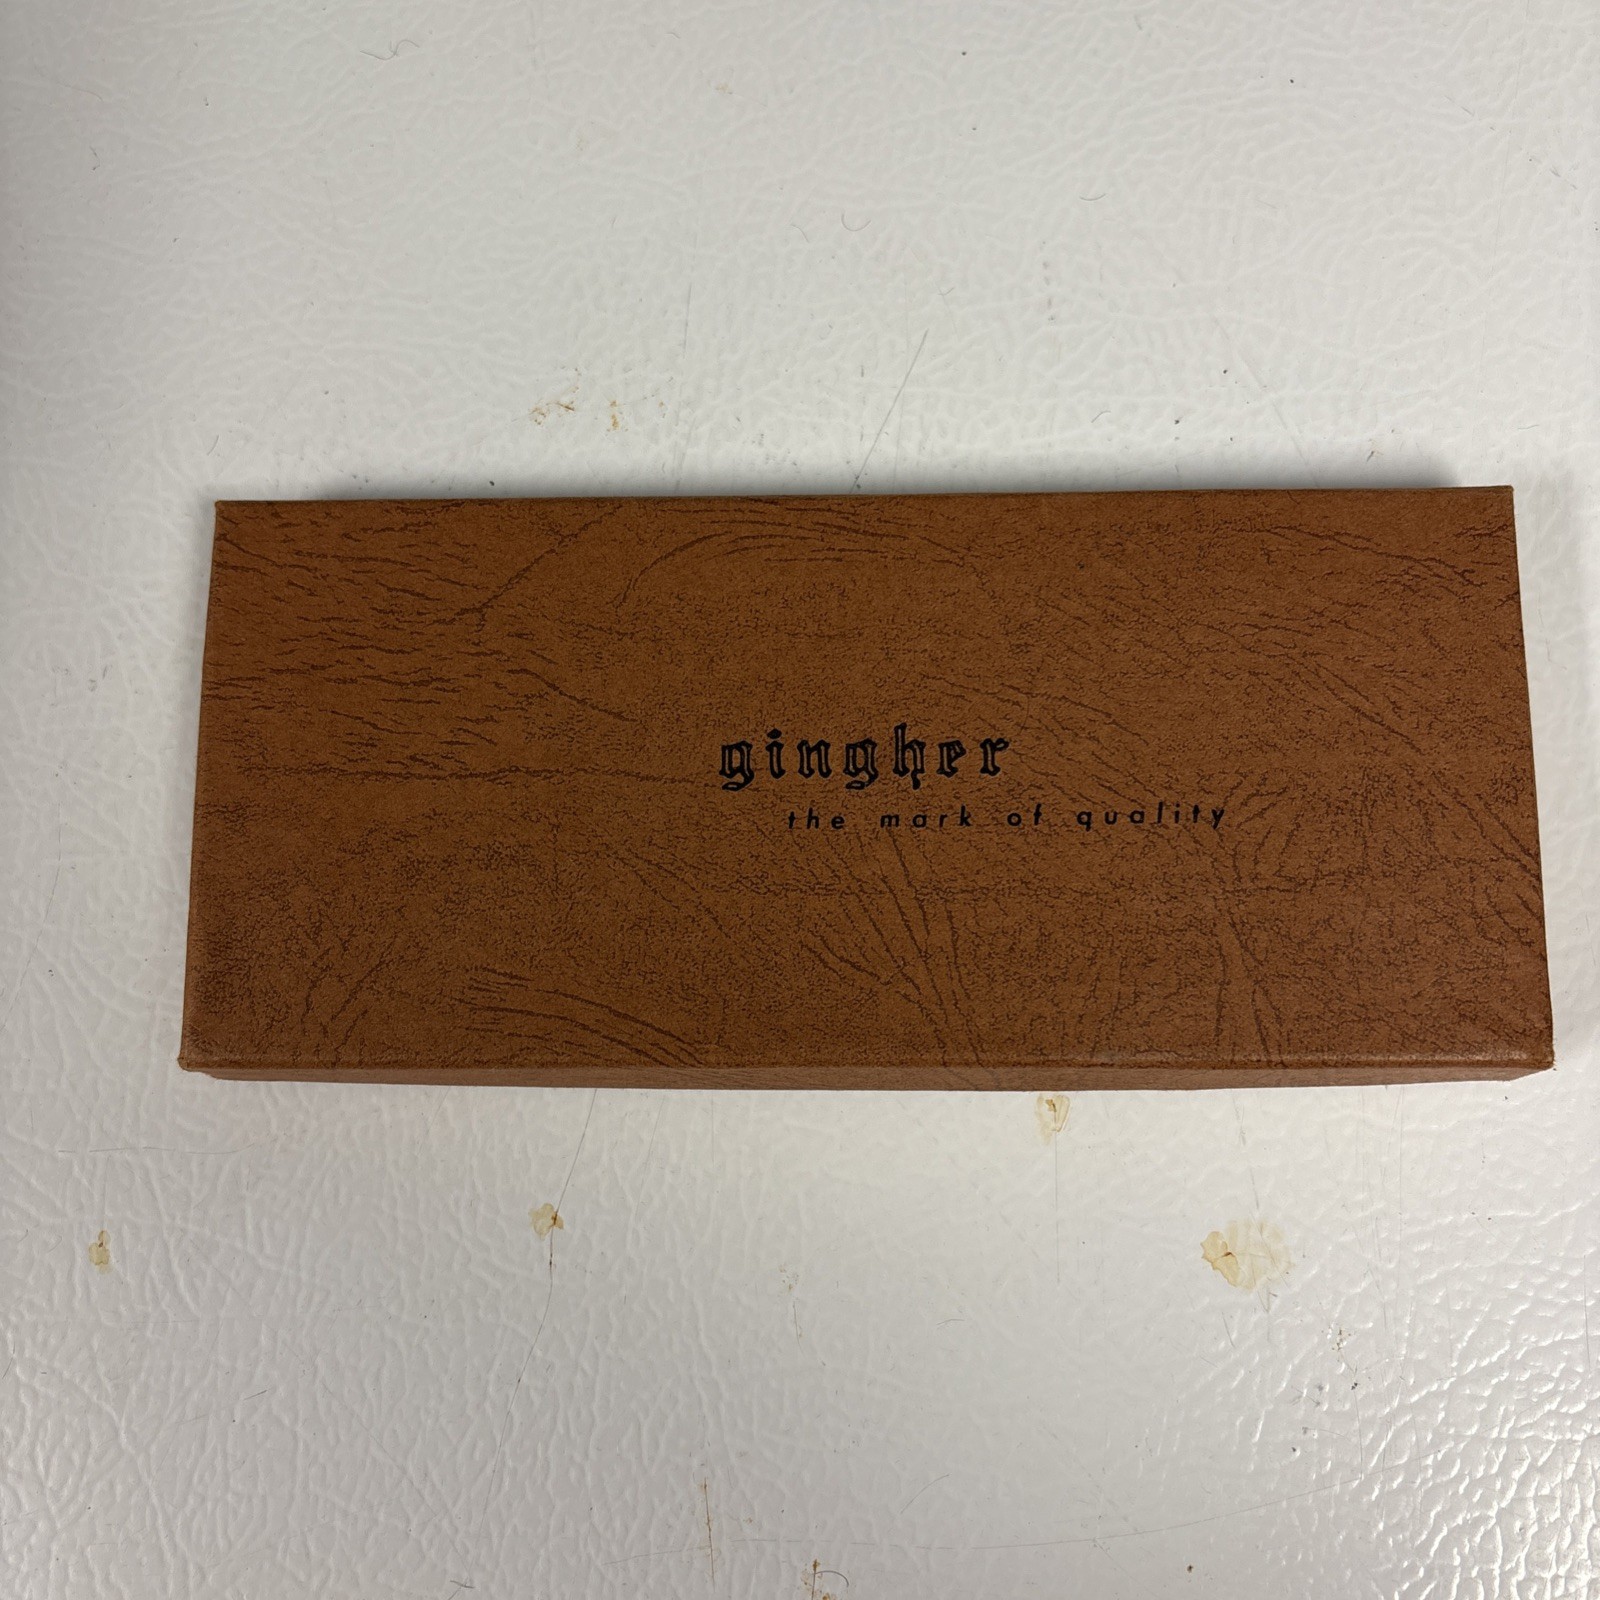 gingher
the mark of quality